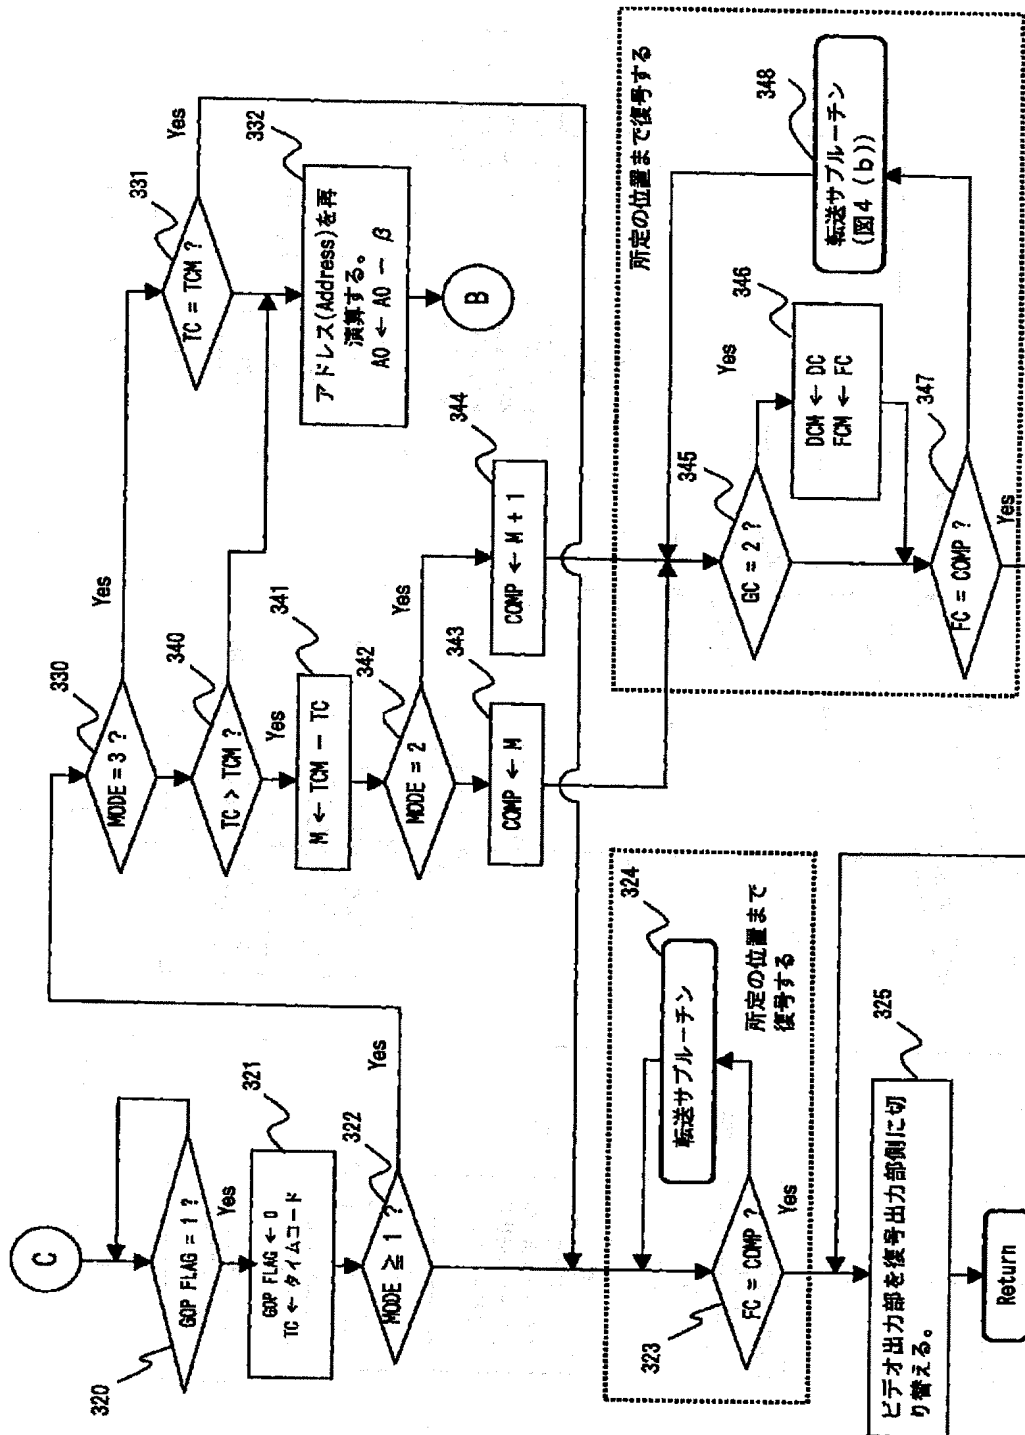 C
GOP FLAG = 1 ?
320
Yes
GOP FLAG ← 0
TC ← タイムコード
321
MODE ≧ 1 ?
322
Yes
MODE = 3 ?
330
Yes
TC = TCM ?
331
Yes
アドレス(Address)を再
演算する。
A0 ← A0 − β
332
B
TC > TCM ?
340
Yes
M ← TCM − TC
341
MODE = 2
342
Yes
COMP ← M
343
COMP ← M + 1
344
所定の位置まで復号する
GC = 2 ?
345
Yes
DCM ← DC
FCM ← FC
346
FC = COMP ?
347
Yes
転送サブルーチン
(図4 (b))
348
FC = COMP ?
323
Yes
転送サブルーチン
324
所定の位置まで
復号する
ビデオ出力部を復号出力部側に切
り替える。
325
Return